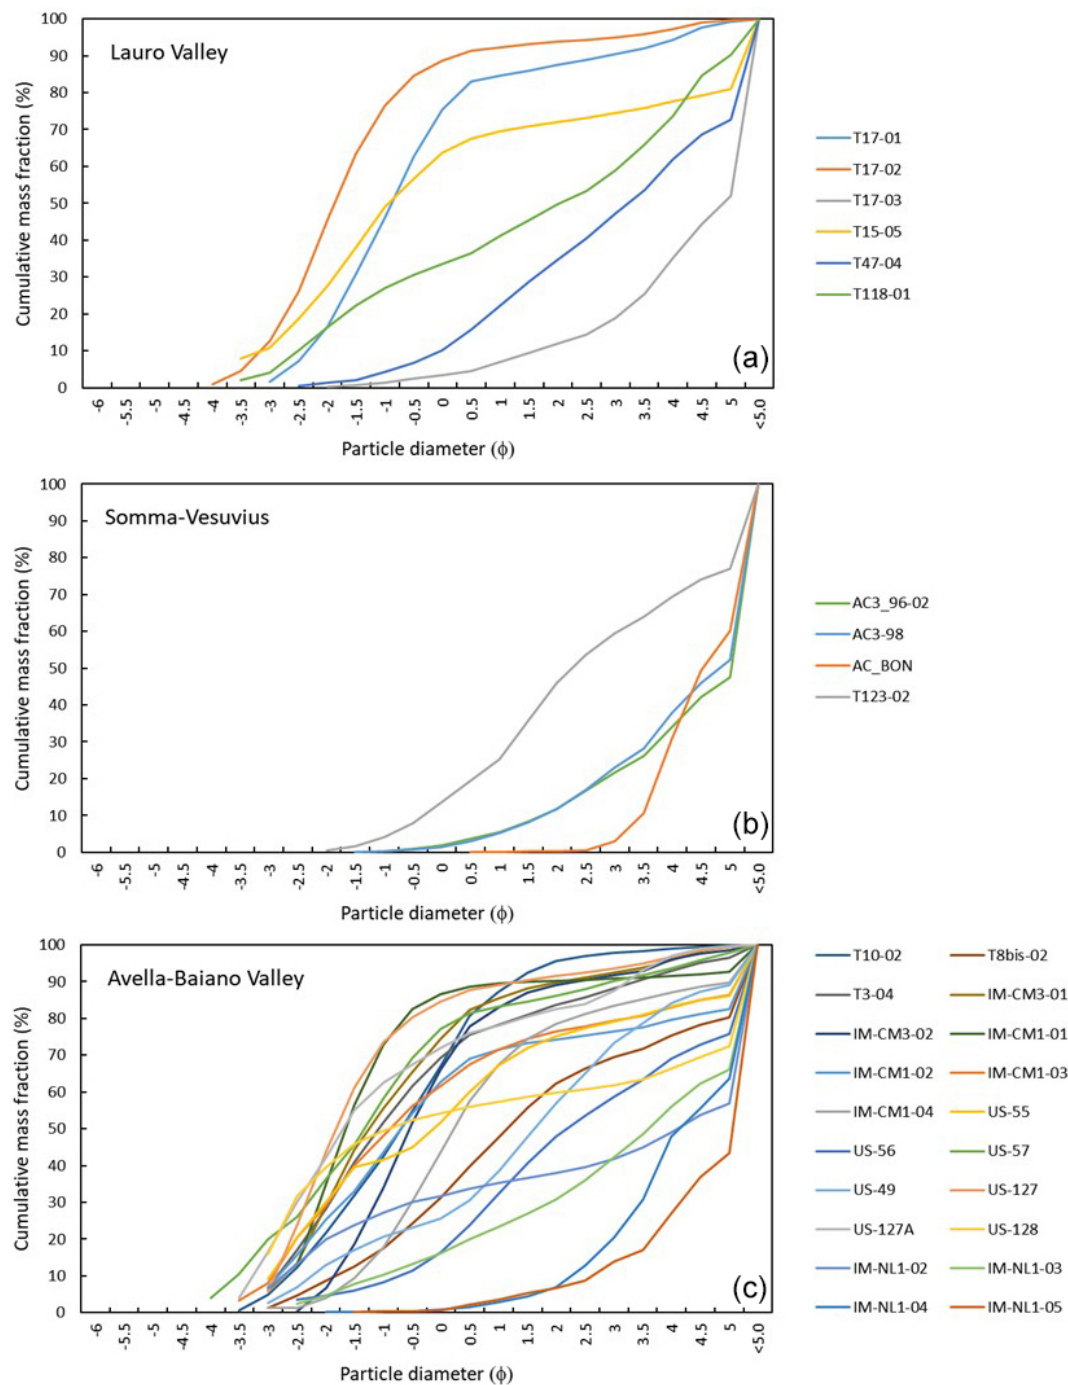 100
90
80
70
60
50
40
30
20
10
0
Cumulative mass fraction (%)
Lauro Valley
(a)
-6 -5.5 -5 -4.5 -4 -3.5 -3 -2.5 -2 -1.5 -1 -0.5 0 0.5 1 1.5 2 2.5 3 3.5 4 4.5 5 <5.0
Particle diameter (ϕ)
T17-01
T17-02
T17-03
T15-05
T47-04
T118-01
100
90
80
70
60
50
40
30
20
10
0
Cumulative mass fraction (%)
Somma-Vesuvius
(b)
-6 -5.5 -5 -4.5 -4 -3.5 -3 -2.5 -2 -1.5 -1 -0.5 0 0.5 1 1.5 2 2.5 3 3.5 4 4.5 5 <5.0
Particle diameter (ϕ)
AC3_96-02
AC3-98
AC_BON
T123-02
100
90
80
70
60
50
40
30
20
10
0
Cumulative mass fraction (%)
Avella-Baiano Valley
(c)
-6 -5.5 -5 -4.5 -4 -3.5 -3 -2.5 -2 -1.5 -1 -0.5 0 0.5 1 1.5 2 2.5 3 3.5 4 4.5 5 <5.0
Particle diameter (ϕ)
T10-02 T8bis-02
T3-04 IM-CM3-01
IM-CM3-02 IM-CM1-01
IM-CM1-02 IM-CM1-03
IM-CM1-04 US-55
US-56 US-57
US-49 US-127
US-127A US-128
IM-NL1-02 IM-NL1-03
IM-NL1-04 IM-NL1-05